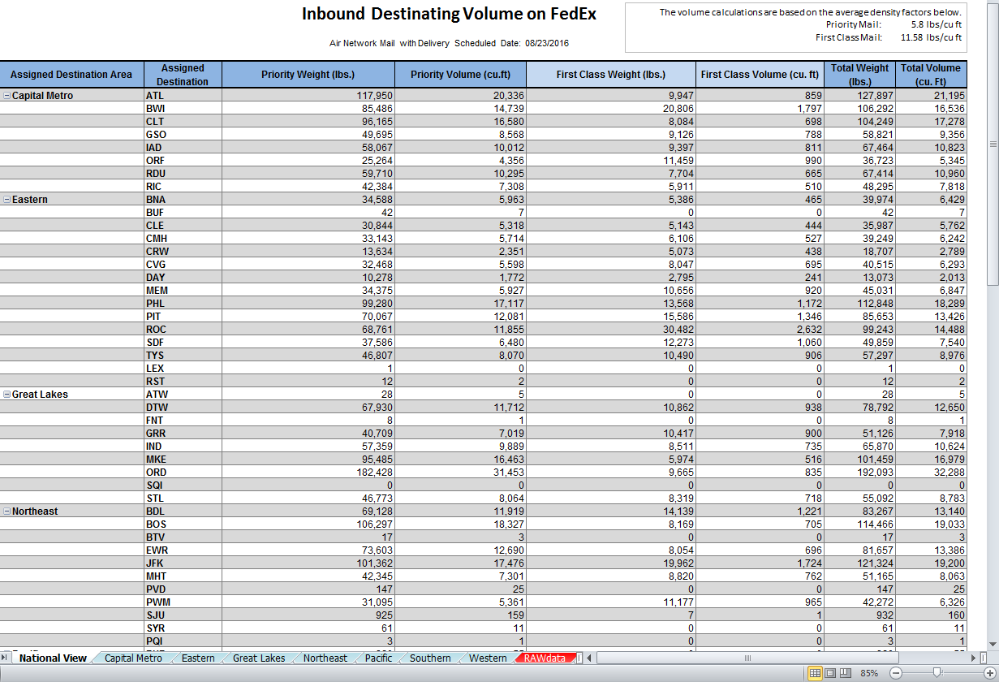 Inbound Destinating Volume on FedEx
The volume calculations are based on the average density factors below.
Priority Mail: 5.8 lbs/cu ft
First Class Mail: 11.58 lbs/cu ft
Air Network Mail with Delivery Scheduled Date: 08/23/2016
Assigned Destination Area Assigned Destination Priority Weight (lbs.) Priority Volume (cu.ft) First Class Weight (lbs.) First Class Volume (cu. ft) Total Weight (lbs.) Total Volume (cu. Ft)
Capital Metro ATL 117,950 20,336 9,947 859 127,897 21,195
BWI 85,486 14,739 20,806 1,797 106,292 16,536
CLT 96,165 16,580 8,084 698 104,249 17,278
GSO 49,695 8,568 9,126 788 58,821 9,356
IAD 58,067 10,012 9,397 811 67,464 10,823
ORF 25,264 4,356 11,459 990 36,723 5,345
RDU 59,710 10,295 7,704 665 67,414 10,960
RIC 42,384 7,308 5,911 510 48,295 7,818
Eastern BNA 34,588 5,963 5,386 465 39,974 6,429
BUF 42 7 0 0 42 7
CLE 30,844 5,318 5,143 444 35,987 5,762
CMH 33,143 5,714 6,106 527 39,249 6,242
CRW 13,634 2,351 5,073 438 18,707 2,789
CVG 32,468 5,598 8,047 695 40,515 6,293
DAY 10,278 1,772 2,795 241 13,073 2,013
MEM 34,375 5,927 10,656 920 45,031 6,847
PHL 99,280 17,117 13,568 1,172 112,848 18,289
PIT 70,067 12,081 15,586 1,346 85,653 13,426
ROC 68,761 11,855 30,482 2,632 99,243 14,488
SDF 37,586 6,480 12,273 1,060 49,859 7,540
TYS 46,807 8,070 10,490 906 57,297 8,976
LEX 1 0 0 0 1 0
RST 12 2 0 0 12 2
Great Lakes ATW 28 5 0 0 28 5
DTW 67,930 11,712 10,862 938 78,792 12,650
FNT 8 1 0 0 8 1
GRR 40,709 7,019 10,417 900 51,126 7,918
IND 57,359 9,889 8,511 735 65,870 10,624
MKE 95,485 16,463 5,974 516 101,459 16,979
ORD 182,428 31,453 9,665 835 192,093 32,288
SQI 0 0 0 0 0 0
STL 46,773 8,064 8,319 718 55,092 8,783
Northeast BDL 69,128 11,919 14,139 1,221 83,267 13,140
BOS 106,297 18,327 8,169 705 114,466 19,033
BTV 17 3 0 0 17 3
EWR 73,603 12,690 8,054 696 81,657 13,386
JFK 101,362 17,476 19,962 1,724 121,324 19,200
MHT 42,345 7,301 8,820 762 51,165 8,063
PVD 147 25 0 0 147 25
PWM 31,095 5,361 11,177 965 42,272 6,326
SJU 925 159 7 1 932 160
SYR 61 11 0 0 61 11
PQI 3 1 0 0 3 1
National View Capital Metro Eastern Great Lakes Northeast Pacific Southern Western RAWdata
85%